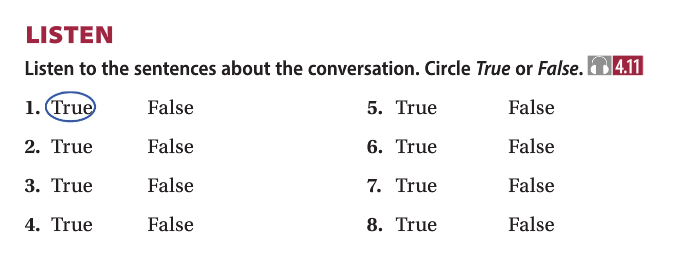 LISTEN
Listen to the sentences about the conversation. Circle True or False. 4.11
1. True False 5. True False
2. True False 6. True False
3. True False 7. True False
4. True False 8. True False